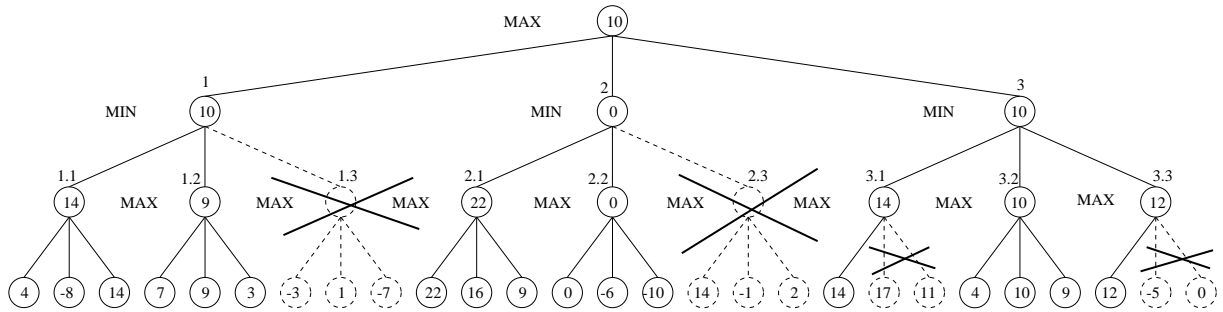 MAX 10
1 2 3
MIN 10 MIN 0 MIN 10
1.1 1.2 1.3 2.1 2.2 2.3 3.1 3.2 3.3
14 MAX 9 MAX MAX 22 MAX 0 MAX MAX 14 MAX 10 MAX 12
4 -8 14 7 9 3 -3 1 -7 22 16 9 0 -6 -10 14 -1 2 14 17 11 4 10 9 12 -5 0